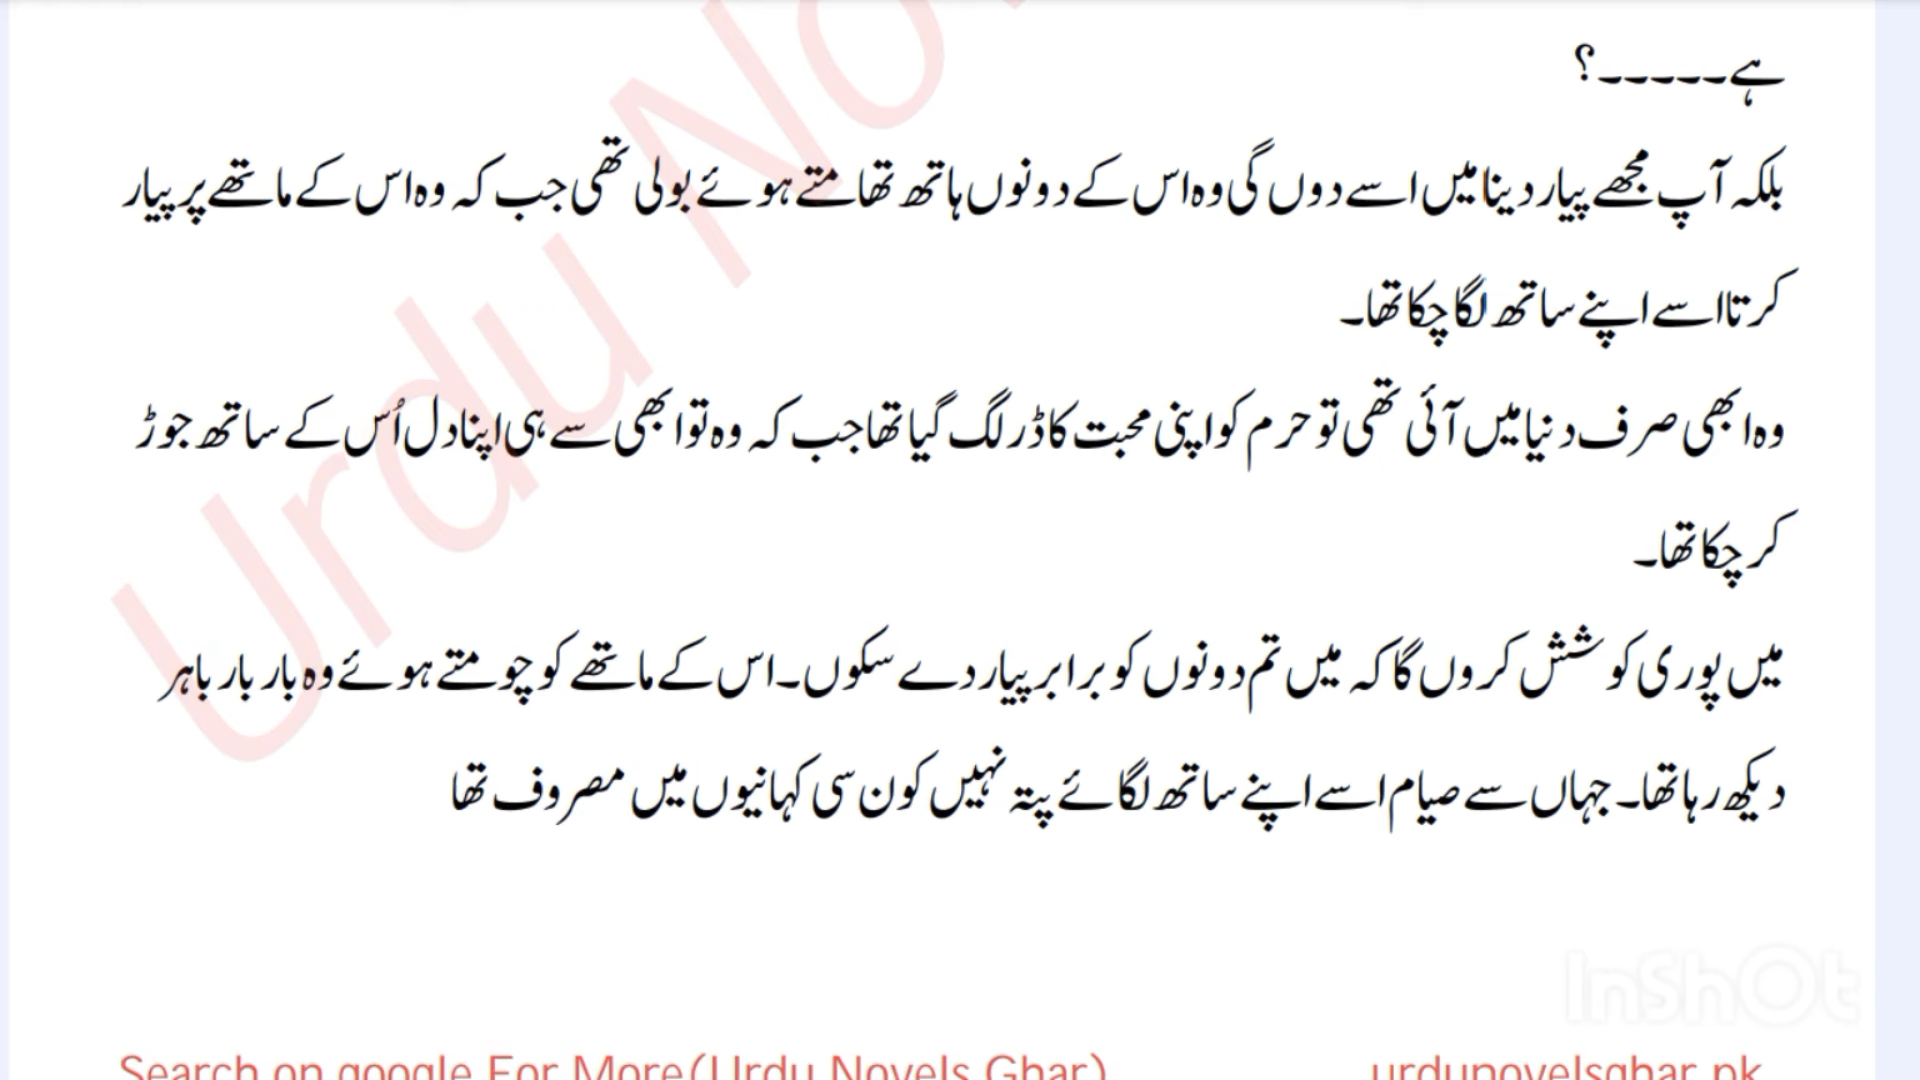 ہے۔۔۔۔۔؟
بلکہ آپ مجھے پیار دینا میں اسے دوں گی وہ اس کے دونوں ہاتھ تھامتے ہوئے بولی تھی جب کہ وہ اس کے ماتھے پر پیار
کرتا اسے اپنے ساتھ لگا چکا تھا۔
وہ ابھی صرف دنیا میں آئی تھی تو حرم کو اپنی محبت کا ڈر لگ گیا تھا جب کہ وہ تو ابھی سے ہی اپنا دل اُس کے ساتھ جوڑ
کر چکا تھا۔
میں پوری کوشش کروں گا کہ میں تم دونوں کو برابر پیار دے سکوں۔ اس کے ماتھے کو چومتے ہوئے وہ بار بار باہر
دیکھ رہا تھا۔ جہاں سے صیام اسے اپنے ساتھ لگائے پتہ نہیں کون سی کہانیوں میں مصروف تھا
Urdu No
InShOt
Search on google For More(Urdu Novels Ghar) urdunovelsghar.pk